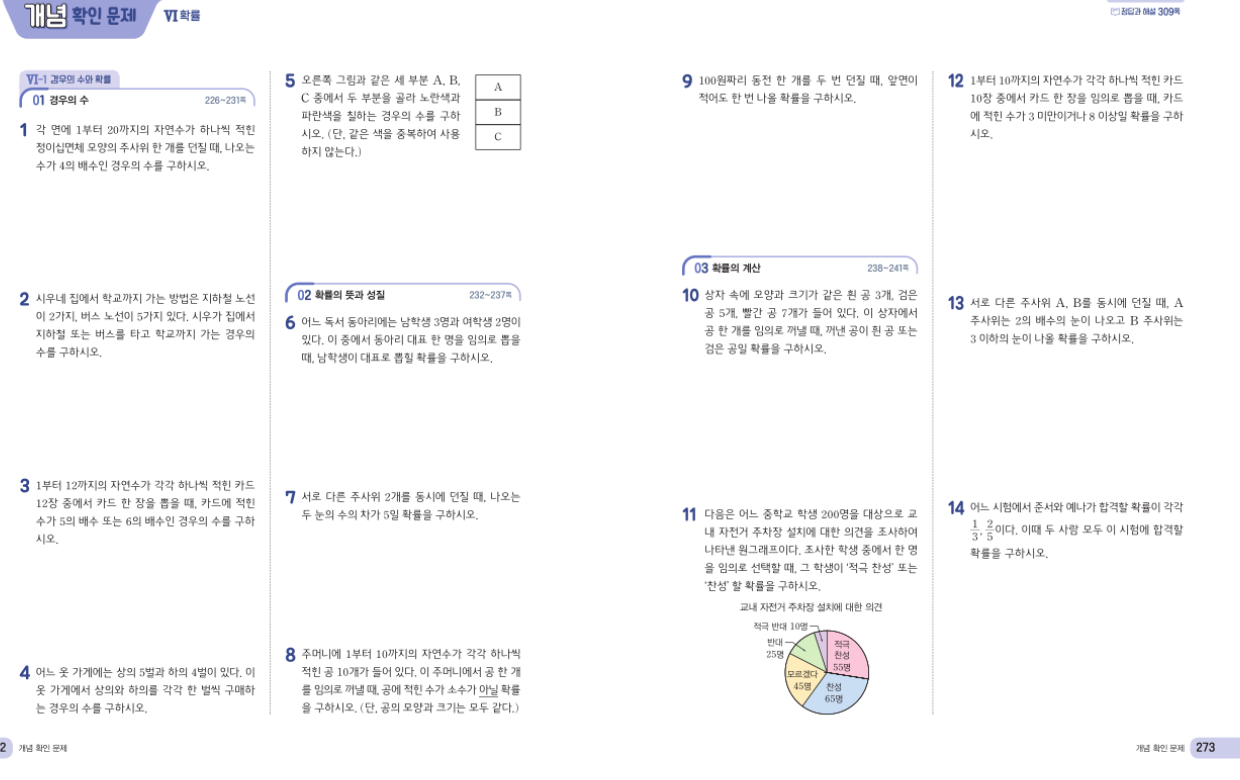 개념 확인 문제 Ⅵ 확률
정답과 해설 309쪽
Ⅵ-1 경우의 수와 확률
01 경우의 수 226~231쪽
1 각 면에 1부터 20까지의 자연수가 하나씩 적힌
정이십면체 모양의 주사위 한 개를 던질 때, 나오는
수가 4의 배수인 경우의 수를 구하시오.
2 시우네 집에서 학교까지 가는 방법은 지하철 노선
이 2가지, 버스 노선이 5가지 있다. 시우가 집에서
지하철 또는 버스를 타고 학교까지 가는 경우의
수를 구하시오.
3 1부터 12까지의 자연수가 각각 하나씩 적힌 카드
12장 중에서 카드 한 장을 뽑을 때, 카드에 적힌
수가 5의 배수 또는 6의 배수인 경우의 수를 구하
시오.
4 어느 옷 가게에는 상의 5벌과 하의 4벌이 있다. 이
옷 가게에서 상의와 하의를 각각 한 벌씩 구매하
는 경우의 수를 구하시오.
5 오른쪽 그림과 같은 세 부분 A, B,
C 중에서 두 부분을 골라 노란색과
파란색을 칠하는 경우의 수를 구하
시오. (단, 같은 색을 중복하여 사용
하지 않는다.)
A
B
C
02 확률의 뜻과 성질 232~237쪽
6 어느 독서 동아리에는 남학생 3명과 여학생 2명이
있다. 이 중에서 동아리 대표 한 명을 임의로 뽑을
때, 남학생이 대표로 뽑힐 확률을 구하시오.
7 서로 다른 주사위 2개를 동시에 던질 때, 나오는
두 눈의 수의 차가 5일 확률을 구하시오.
8 주머니에 1부터 10까지의 자연수가 각각 하나씩
적힌 공 10개가 들어 있다. 이 주머니에서 공 한 개
를 임의로 꺼낼 때, 공에 적힌 수가 소수가 아닐 확률
을 구하시오. (단, 공의 모양과 크기는 모두 같다.)
9 100원짜리 동전 한 개를 두 번 던질 때, 앞면이
적어도 한 번 나올 확률을 구하시오.
03 확률의 계산 238~241쪽
10 상자 속에 모양과 크기가 같은 흰 공 3개, 검은
공 5개, 빨간 공 7개가 들어 있다. 이 상자에서
공 한 개를 임의로 꺼낼 때, 꺼낸 공이 흰 공 또는
검은 공일 확률을 구하시오.
11 다음은 어느 중학교 학생 200명을 대상으로 교
내 자전거 주차장 설치에 대한 의견을 조사하여
나타낸 원그래프이다. 조사한 학생 중에서 한 명
을 임의로 선택할 때, 그 학생이 ‘적극 찬성’ 또는
‘찬성’ 할 확률을 구하시오.
교내 자전거 주차장 설치에 대한 의견
적극 반대 10명
반대
25명
적극
찬성
55명
모르겠다
45명
찬성
65명
12 1부터 10까지의 자연수가 각각 하나씩 적힌 카드
10장 중에서 카드 한 장을 임의로 뽑을 때, 카드
에 적힌 수가 3 미만이거나 8 이상일 확률을 구하
시오.
13 서로 다른 주사위 A, B를 동시에 던질 때, A
주사위는 2의 배수의 눈이 나오고 B 주사위는
3 이하의 눈이 나올 확률을 구하시오.
14 어느 시험에서 준서와 예나가 합격할 확률이 각각
1/3, 2/5이다. 이때 두 사람 모두 이 시험에 합격할
확률을 구하시오.
2 개념 확인 문제
개념 확인 문제 273